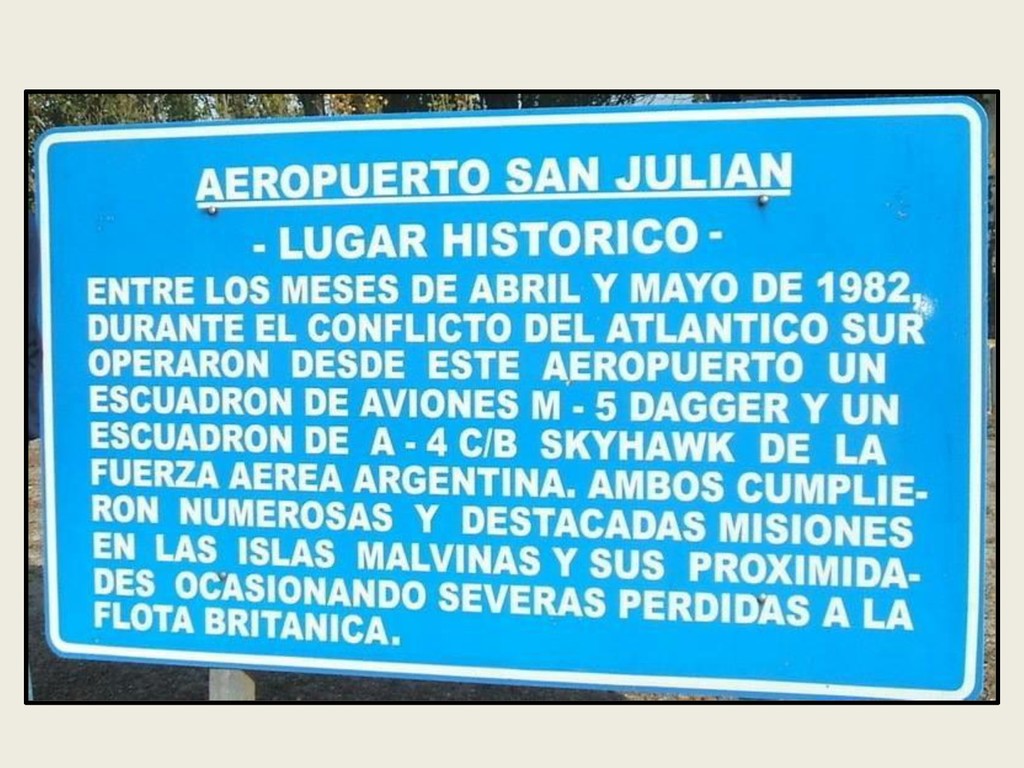 AEROPUERTO SAN JULIAN
- LUGAR HISTORICO -
ENTRE LOS MESES DE ABRIL Y MAYO DE 1982,
DURANTE EL CONFLICTO DEL ATLANTICO SUR
OPERARON DESDE ESTE AEROPUERTO UN
ESCUADRON DE AVIONES M - 5 DAGGER Y UN
ESCUADRON DE A - 4 C/B SKYHAWK DE LA
FUERZA AEREA ARGENTINA. AMBOS CUMPLIE-
RON NUMEROSAS Y DESTACADAS MISIONES
EN LAS ISLAS MALVINAS Y SUS PROXIMIDA-
DES OCASIONANDO SEVERAS PERDIDAS A LA
FLOTA BRITANICA.